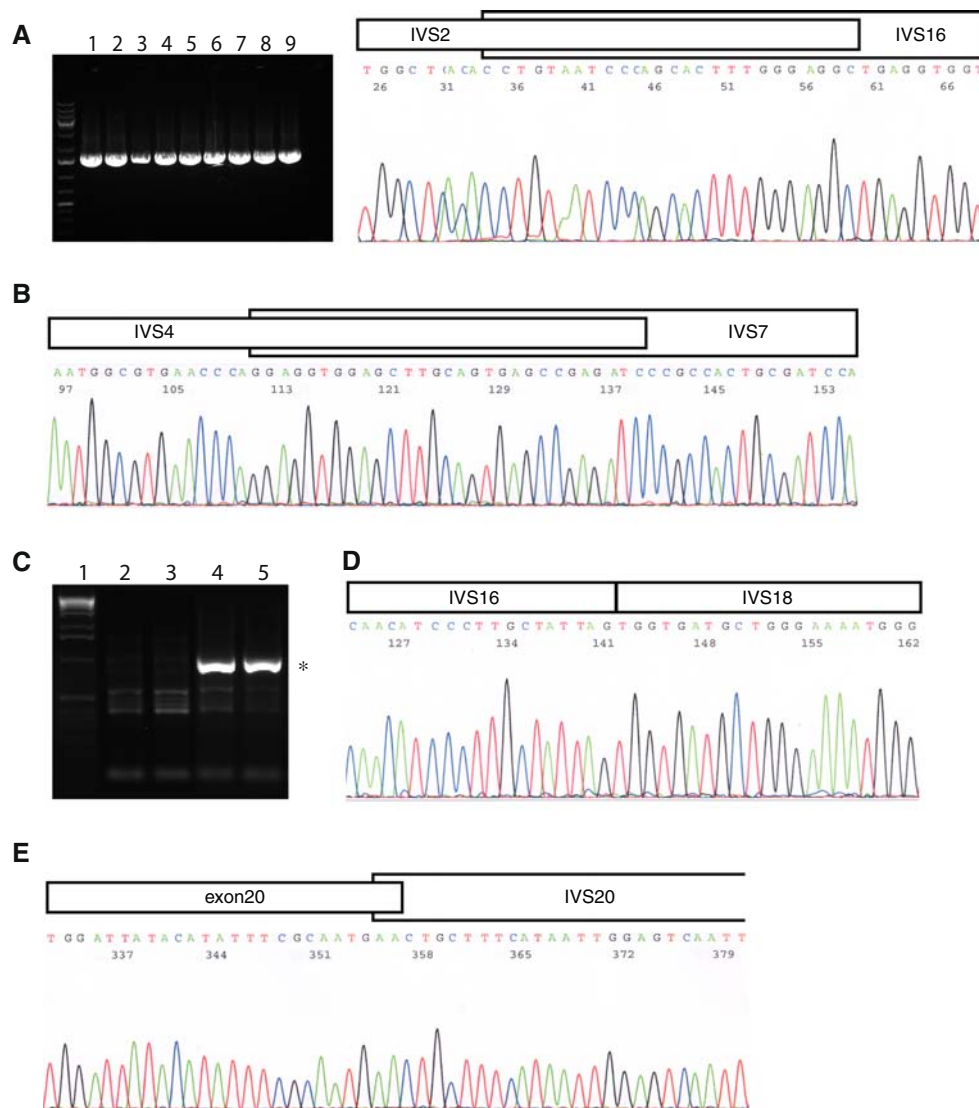 A
1 2 3 4 5 6 7 8 9
IVS2 IVS16
T G G C T C A C A C C T G T A A T C C C A G C A C T T T G G G A G G C T G A G G T G G T
26 31 36 41 46 51 56 61 66
B
IVS4 IVS7
A A T G G C G T G A A C C C A G G A G G T G G A G C T T G C A G T G A G C C G A G A T C C C G C C A C T G C G A T C C A
97 105 113 121 129 137 145 153
C
1 2 3 4 5
*
D
IVS16 IVS18
C A A C A T C C C T T G C T A T T A G T G G T G A T G C T G G G A A A A T G G G
127 134 141 148 155 162
E
exon20 IVS20
T G G A T T A T A C A T A T T T C G C A A T G A A C T G C T T T C A T A A T T G G A G T C A A T T
337 344 351 358 365 372 379